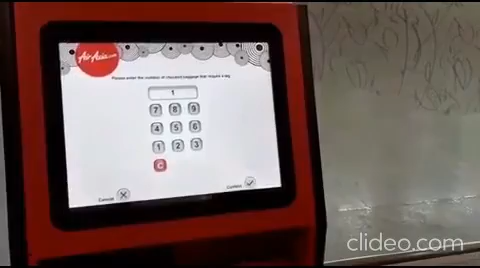 AirAsia.com
Please enter the number of checked baggage that require a tag
1
7 8 9
4 5 6
1 2 3
C
Cancel Confirm
clideo.com